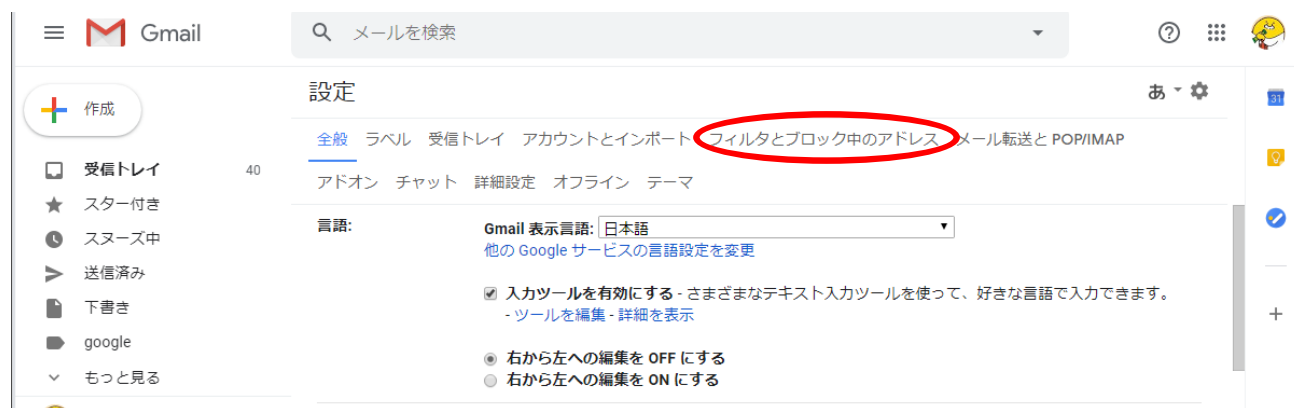 Gmail
メールを検索
作成
受信トレイ 40
スター付き
スヌーズ中
送信済み
下書き
google
もっと見る
設定
あ
全般 ラベル 受信トレイ アカウントとインポート フィルタとブロック中のアドレス メール転送と POP/IMAP
アドオン チャット 詳細設定 オフライン テーマ
言語:
Gmail 表示言語: 日本語
他の Google サービスの言語設定を変更
入力ツールを有効にする - さまざまなテキスト入力ツールを使って、好きな言語で入力できます。
- ツールを編集 - 詳細を表示
右から左への編集を OFF にする
右から左への編集を ON にする
31